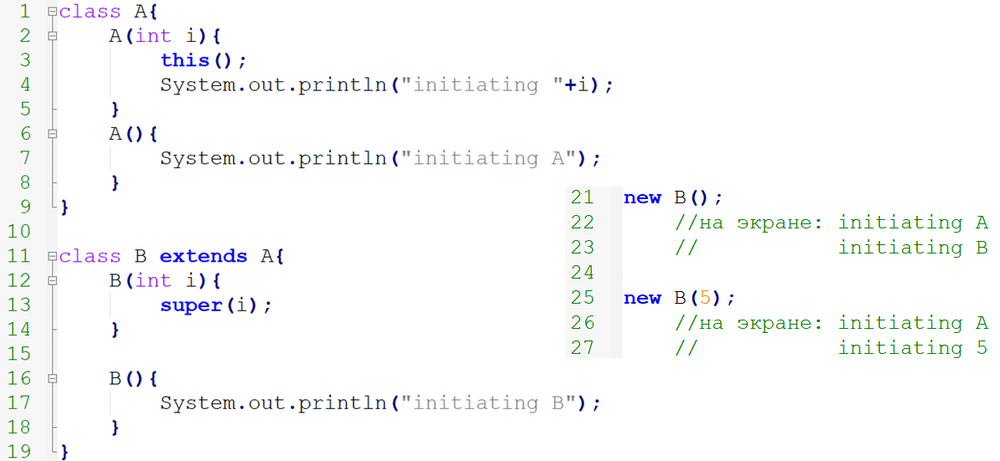 1 class A{
2     A(int i){
3         this();
4         System.out.println("initiating "+i);
5     }
6     A(){
7         System.out.println("initiating A");
8     }
9 }
10
11 class B extends A{
12     B(int i){
13         super(i);
14     }
15
16     B(){
17         System.out.println("initiating B");
18     }
19 }
21 new B();
22     //на экране: initiating A
23     //           initiating B
24
25 new B(5);
26     //на экране: initiating A
27     //           initiating 5